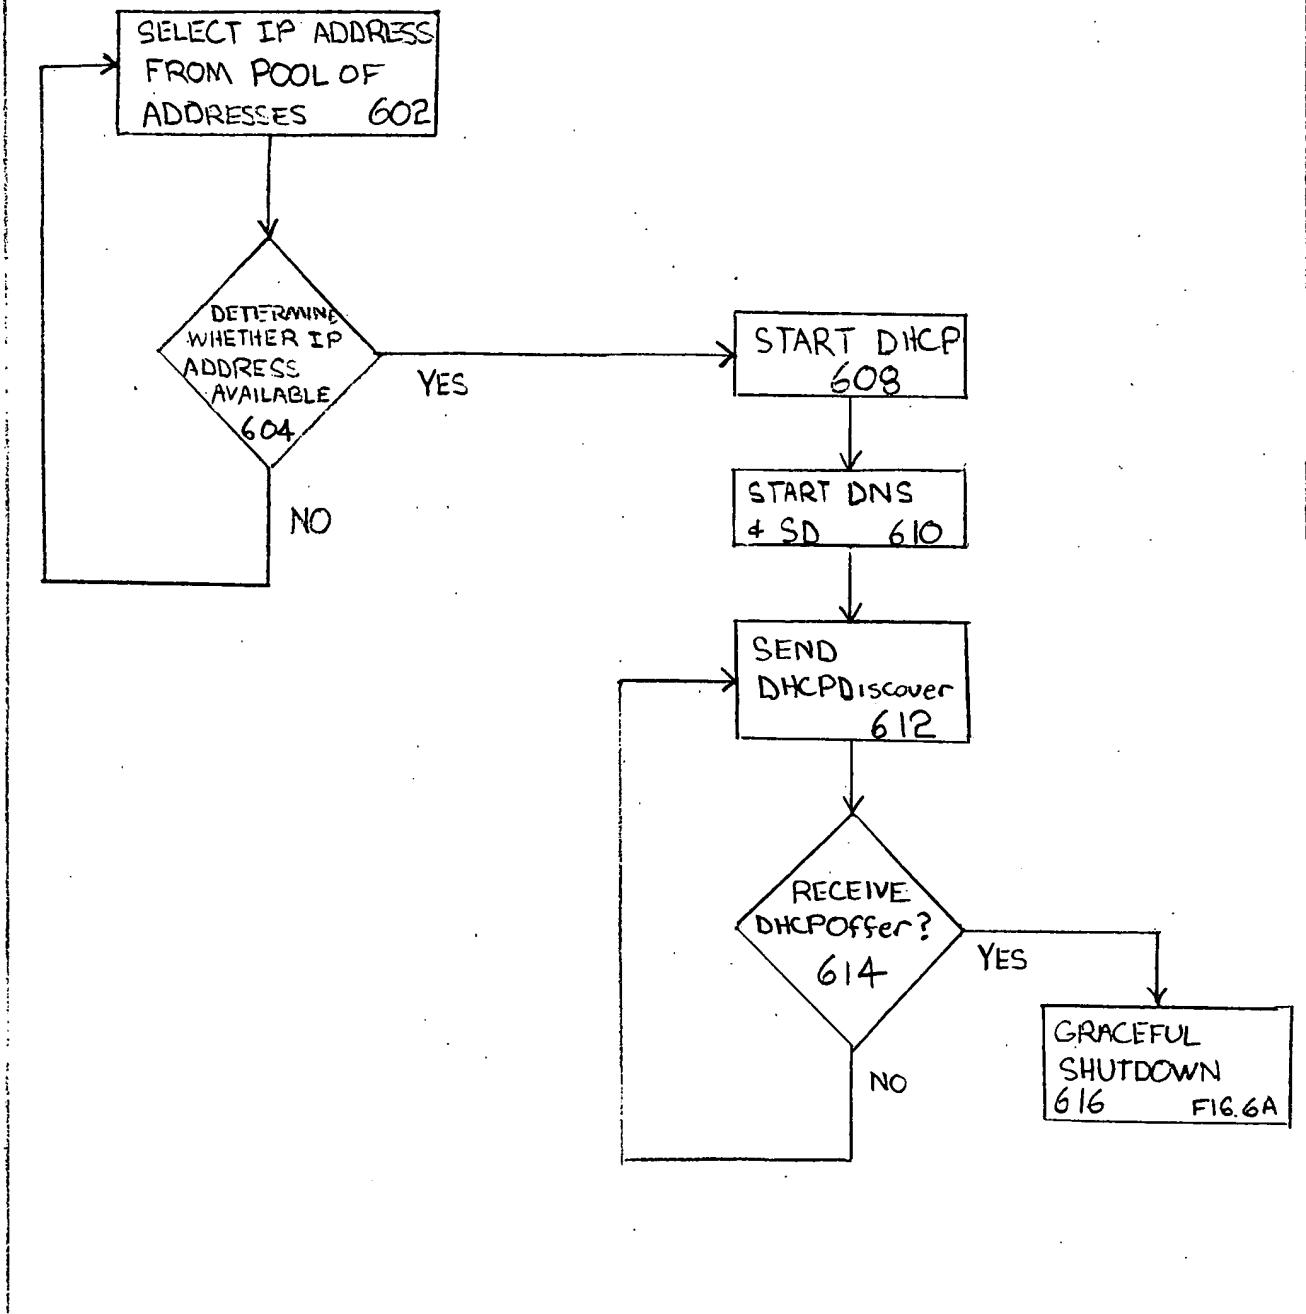 SELECT IP ADDRESS
FROM POOL OF
ADDRESSES 602
DETERMINE
WHETHER IP
ADDRESS
AVAILABLE
604
YES
NO
START DHCP
608
START DNS
& SD 610
SEND
DHCPDiscover
612
RECEIVE
DHCPOffer?
614
YES
NO
GRACEFUL
SHUTDOWN
616 FIG.6A